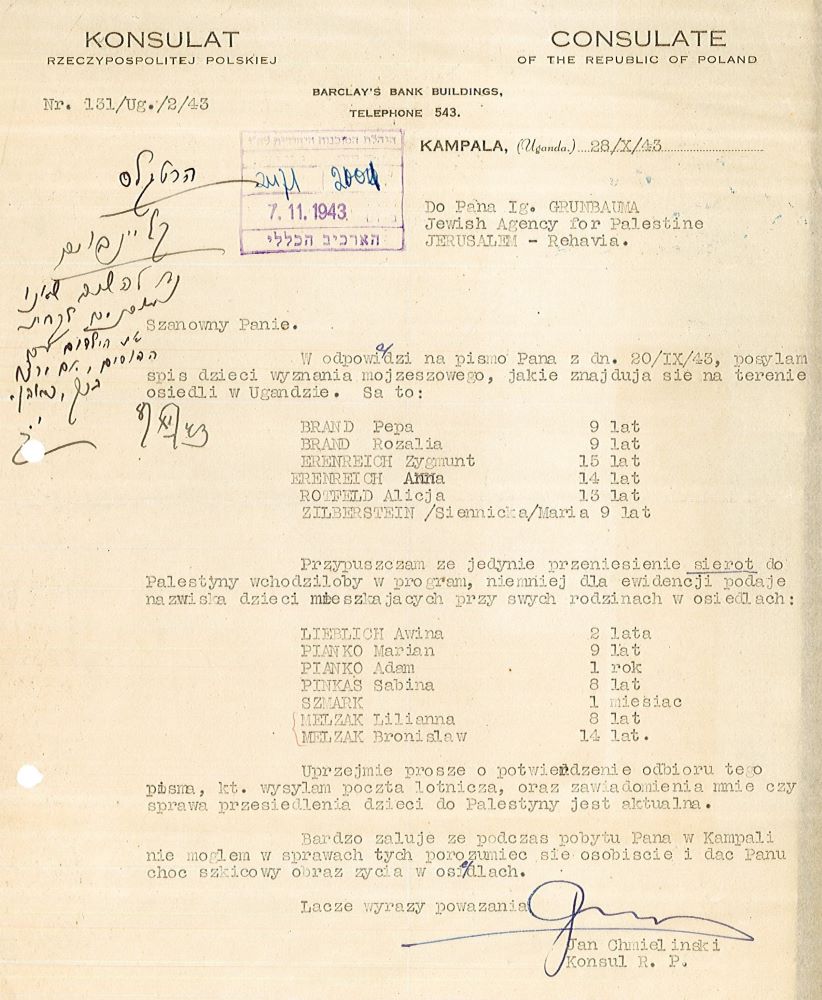 KONSULAT
RZECZYPOSPOLITEJ POLSKIEJ
CONSULATE
OF THE REPUBLIC OF POLAND
BARCLAY'S BANK BUILDINGS,
TELEPHONE 543.
Nr. 131/Ug./2/43
KAMPALA, (Uganda.) 28/X/43
7. 11. 1943
הארכיב הכללי
Do Pana Ig. GRUNBAUMA
Jewish Agency for Palestine
JERUSALEM - Rehavia.
Szanowny Panie.
W odpowiedzi na pismo Pana z dn. 20/IX/43, posylam
spis dzieci wyznania mojzeszowego, jakie znajduja sie na terenie
osiedli w Ugandzie. Sa to:
BRAND Pepa 9 lat
BRAND Rozalia 9 lat
ERENREICH Zygmunt 15 lat
ERENREICH Anna 14 lat
ROTFELD Alicja 13 lat
ZILBERSTEIN /Siennicka/Maria 9 lat
Przypuszczam ze jedynie przeniesienie sierot do
Palestyny wchodziloby w program, niemniej dla ewidencji podaje
nazwiska dzieci mieszkajacych przy swych rodzinach w osiedlach:
LIEBLICH Awina 2 lata
PIANKO Marian 9 lat
PIANKO Adam 1 rok
PINKAS Sabina 8 lat
SZMARK 1 miesiac
MELZAK Lilianna 8 lat
MELZAK Bronislaw 14 lat.
Uprzejmie prosze o potwierdzenie odbioru tego
pisma, kt. wysylam poczta lotnicza, oraz zawiadomienia mnie czy
sprawa przesiedlenia dzieci do Palestyny jest aktualna.
Bardzo zaluje ze podczas pobytu Pana w Kampali
nie moglem w sprawach tych porozumiec sie osobiscie i dac Panu
choc szkicowy obraz zycia w osiedlach.
Lacze wyrazy powazania
Jan Chmielinski
Konsul R. P.